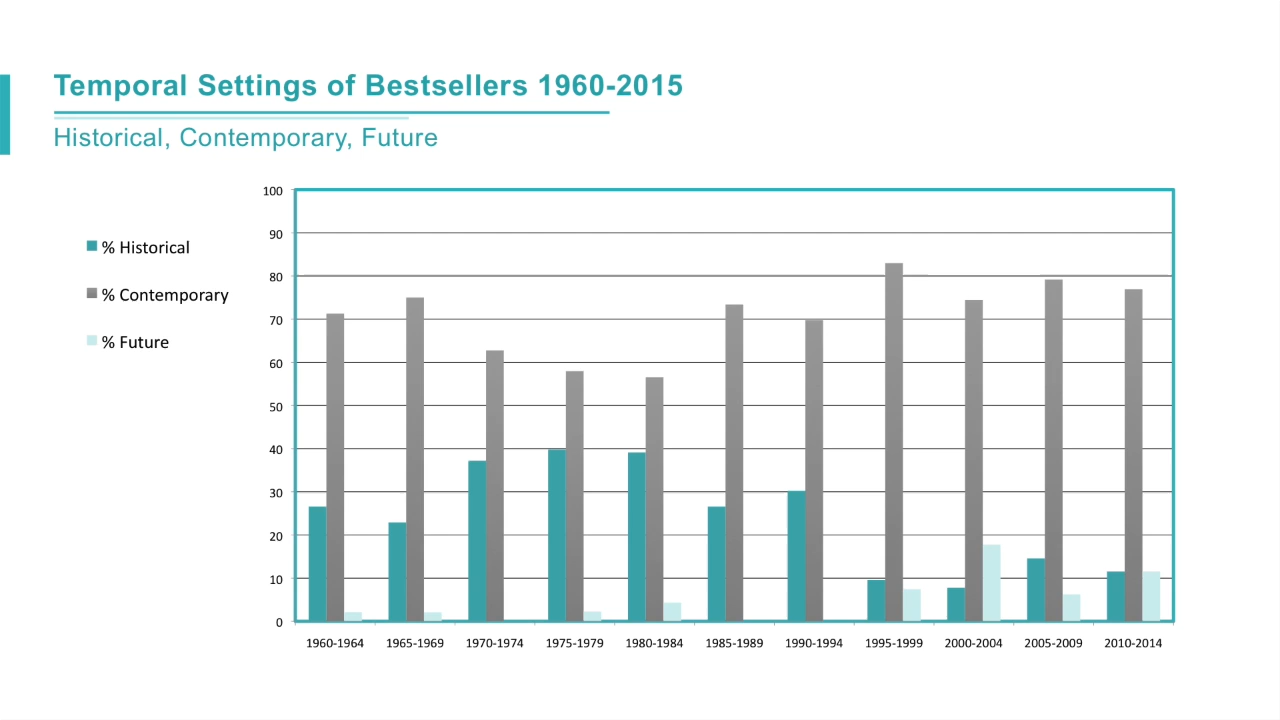 Temporal Settings of Bestsellers 1960-2015
Historical, Contemporary, Future
% Historical
% Contemporary
% Future
100
90
80
70
60
50
40
30
20
10
0
1960-1964 1965-1969 1970-1974 1975-1979 1980-1984 1985-1989 1990-1994 1995-1999 2000-2004 2005-2009 2010-2014